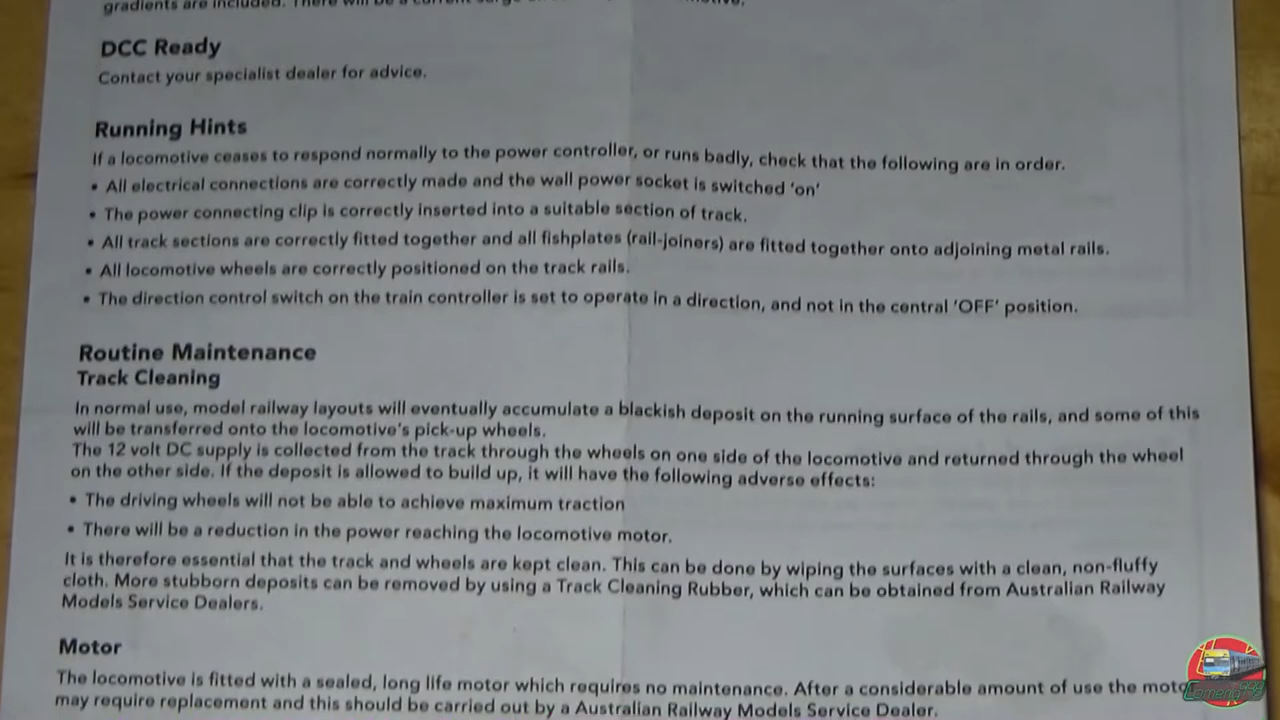 gradients are included. There will be a current
DCC Ready
Contact your specialist dealer for advice.
Running Hints
If a locomotive ceases to respond normally to the power controller, or runs badly, check that the following are in order.
• All electrical connections are correctly made and the wall power socket is switched 'on'
• The power connecting clip is correctly inserted into a suitable section of track.
• All track sections are correctly fitted together and all fishplates (rail-joiners) are fitted together onto adjoining metal rails.
• All locomotive wheels are correctly positioned on the track rails.
• The direction control switch on the train controller is set to operate in a direction, and not in the central 'OFF' position.
Routine Maintenance
Track Cleaning
In normal use, model railway layouts will eventually accumulate a blackish deposit on the running surface of the rails, and some of this
will be transferred onto the locomotive's pick-up wheels.
The 12 volt DC supply is collected from the track through the wheels on one side of the locomotive and returned through the wheel
on the other side. If the deposit is allowed to build up, it will have the following adverse effects:
• The driving wheels will not be able to achieve maximum traction
• There will be a reduction in the power reaching the locomotive motor.
It is therefore essential that the track and wheels are kept clean. This can be done by wiping the surfaces with a clean, non-fluffy
cloth. More stubborn deposits can be removed by using a Track Cleaning Rubber, which can be obtained from Australian Railway
Models Service Dealers.
Motor
The locomotive is fitted with a sealed, long life motor which requires no maintenance. After a considerable amount of use the moto
may require replacement and this should be carried out by a Australian Railway Models Service Dealer.